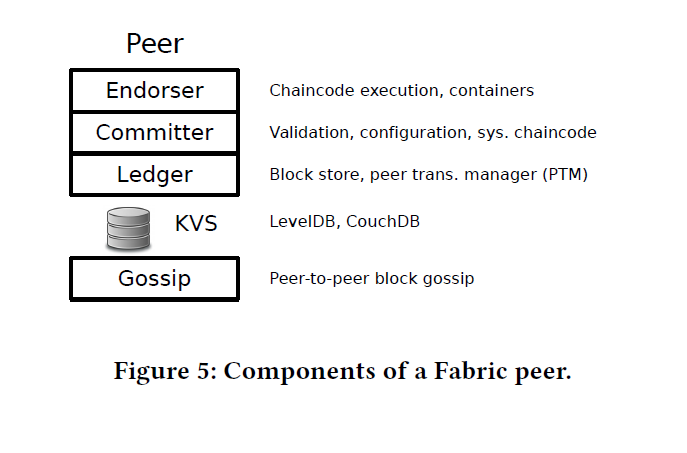 Peer
Endorser Chaincode execution, containers
Committer Validation, configuration, sys. chaincode
Ledger Block store, peer trans. manager (PTM)
KVS LevelDB, CouchDB
Gossip Peer-to-peer block gossip
Figure 5: Components of a Fabric peer.